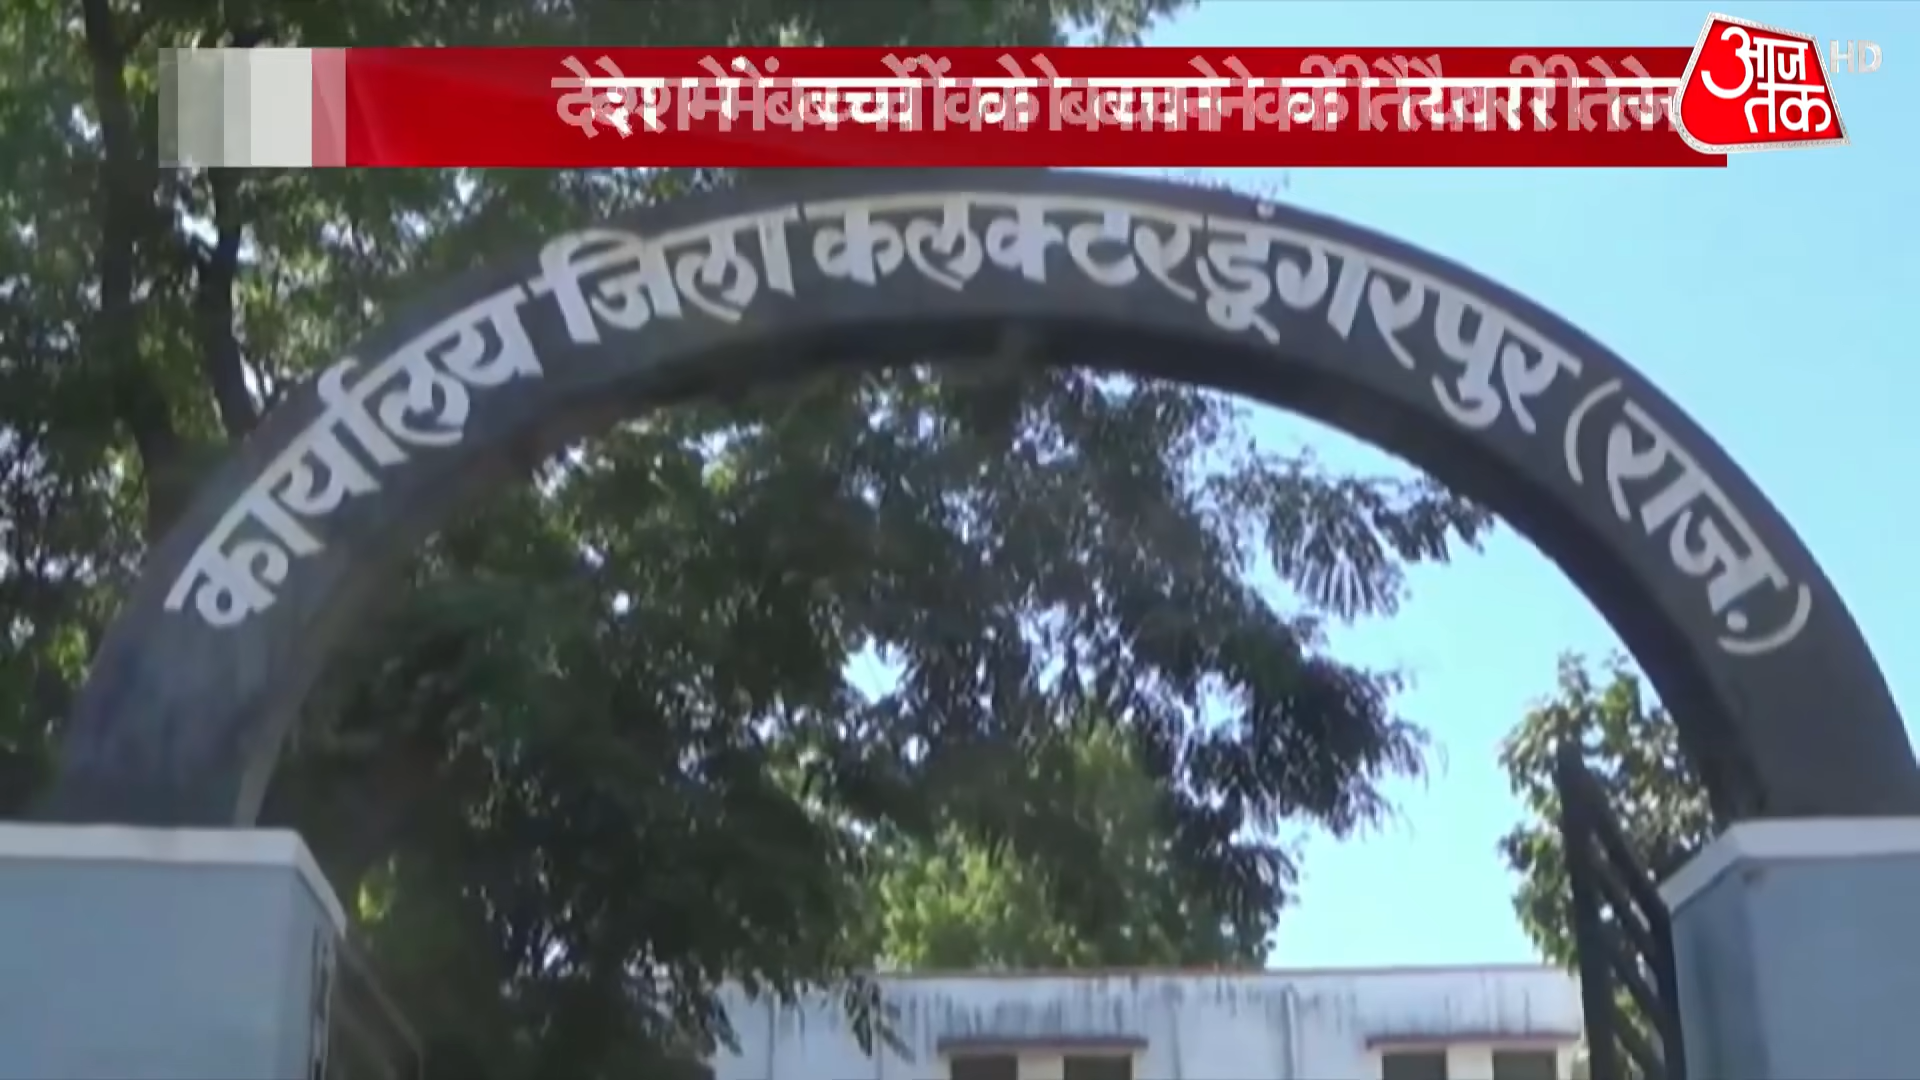 देश में बच्चों को बचाने की तैयारी तेज
आज तक HD
कार्यालय जिला कलक्टर डूंगरपुर (राज.)